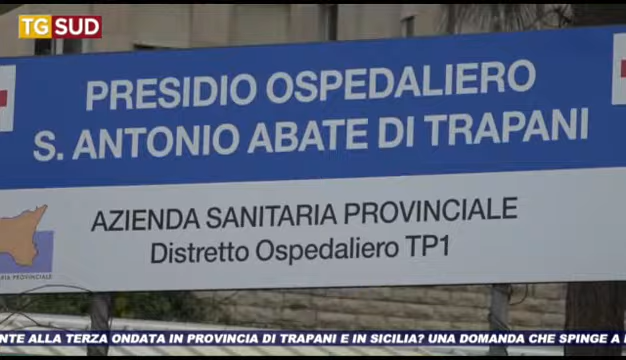 TG SUD
PRESIDIO OSPEDALIERO
S. ANTONIO ABATE DI TRAPANI
AZIENDA SANITARIA PROVINCIALE
Distretto Ospedaliero TP1
PROVINCIALE
ALLA TERZA ONDATA IN PROVINCIA DI TRAPANI E IN SICILIA? UNA DOMANDA CHE SPINGE A